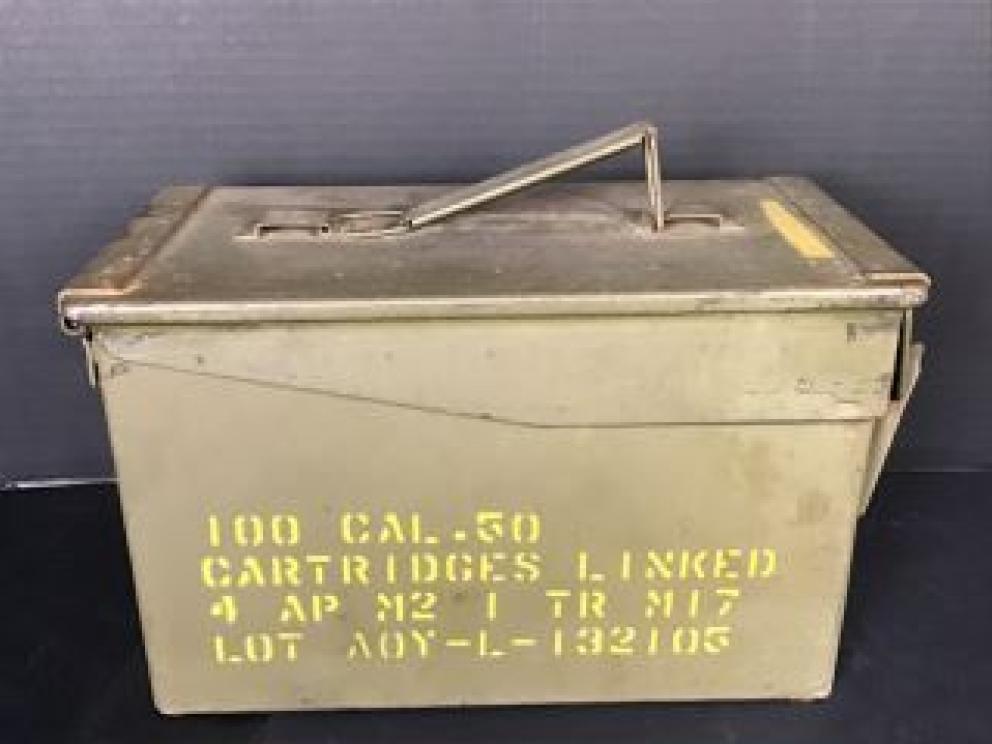 100 CAL .50
CARTRIDGES LINKED
4 AP M2 1 TR M17
LOT AOY-L-132105